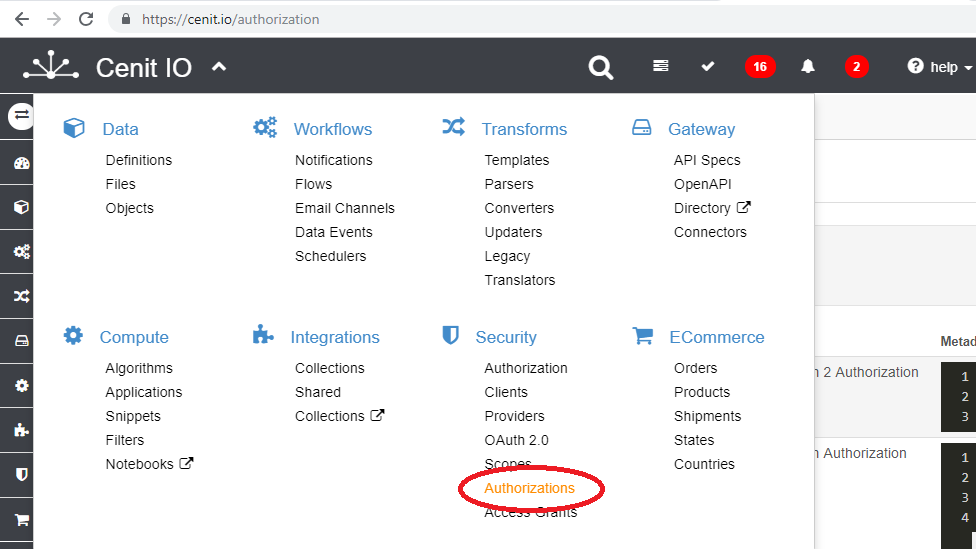 https://cenit.io/authorization
Cenit IO
16
2
help
Data
Definitions
Files
Objects
Workflows
Notifications
Flows
Email Channels
Data Events
Schedulers
Transforms
Templates
Parsers
Converters
Updaters
Legacy
Translators
Gateway
API Specs
OpenAPI
Directory
Connectors
Compute
Algorithms
Applications
Snippets
Filters
Notebooks
Integrations
Collections
Shared
Collections
Security
Authorization
Clients
Providers
OAuth 2.0
Scopes
Authorizations
Access Grants
ECommerce
Orders
Products
Shipments
States
Countries
Metad
n 2 Authorization
1
2
3
n Authorization
1
2
3
4